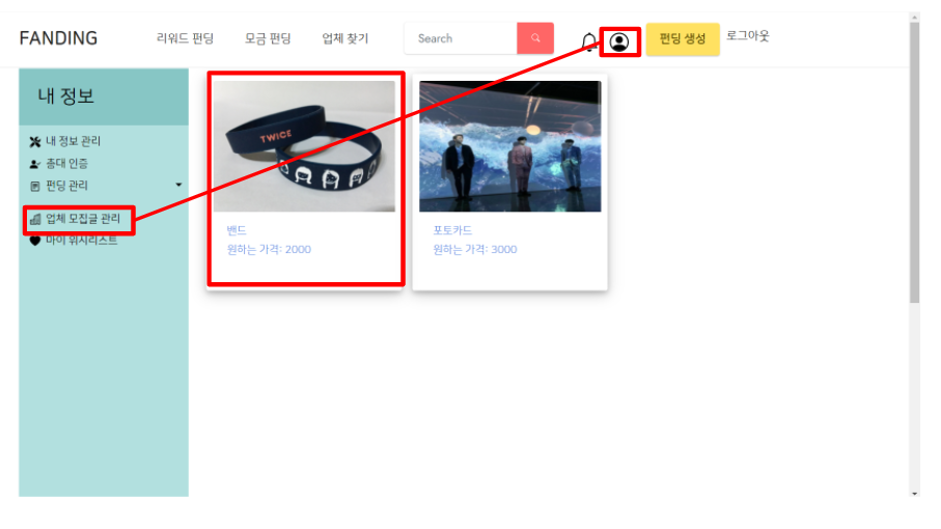 FANDING
리워드 펀딩
모금 펀딩
업체 찾기
Search
펀딩 생성
로그아웃
내 정보
내 정보 관리
총대 인증
펀딩 관리
업체 모집글 관리
마이 위시리스트
TWICE
밴드
원하는 가격: 2000
포토카드
원하는 가격: 3000